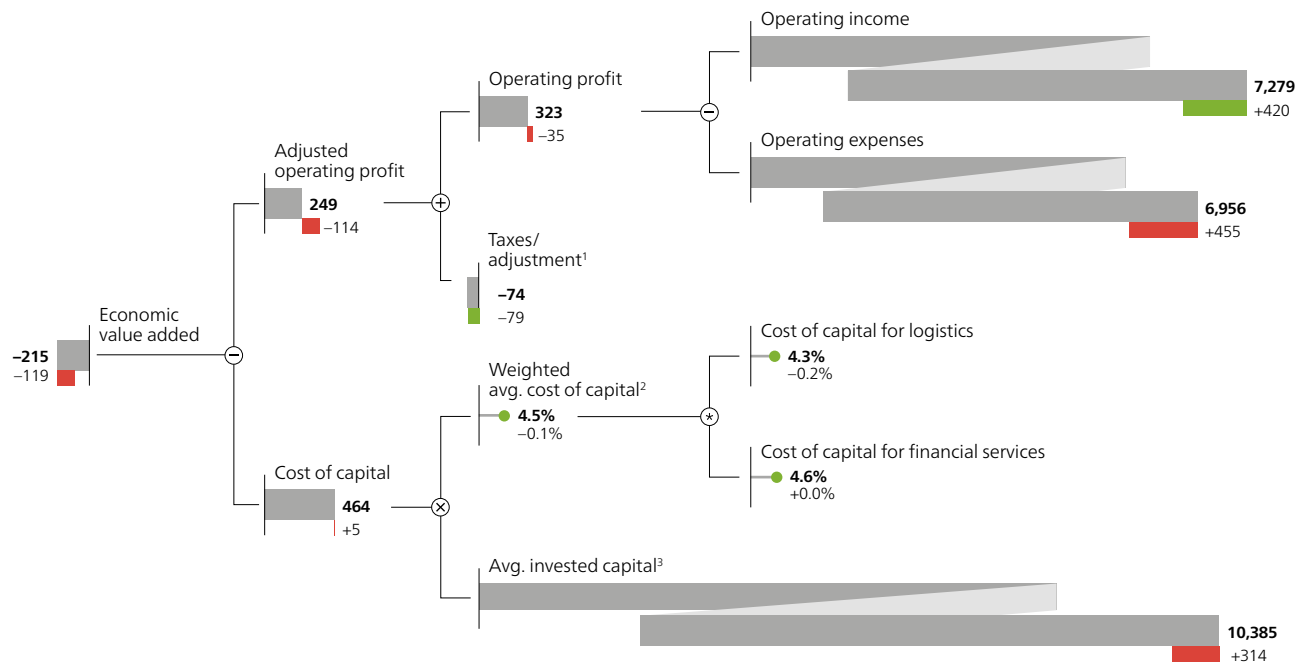 Operating income
7,279
+420
Operating profit
323
–35
Operating expenses
6,956
+455
Adjusted
operating profit
249
–114
Taxes/
adjustment¹
–74
–79
Economic
value added
–215
–119
Weighted
avg. cost of capital²
4.5%
–0.1%
Cost of capital for logistics
4.3%
–0.2%
Cost of capital for financial services
4.6%
+0.0%
Cost of capital
464
+5
Avg. invested capital³
10,385
+314